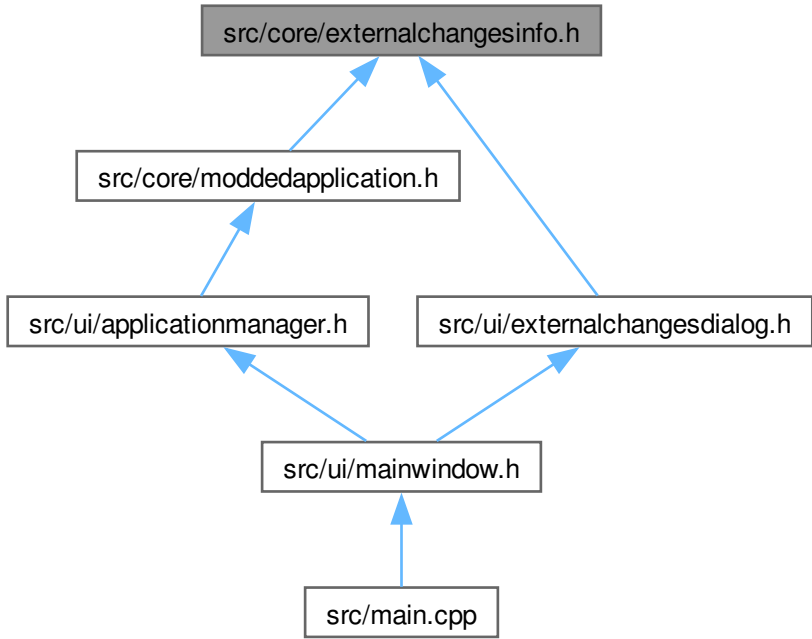 src/core/externalchangesinfo.h
src/core/moddedapplication.h
src/ui/applicationmanager.h
src/ui/externalchangesdialog.h
src/ui/mainwindow.h
src/main.cpp